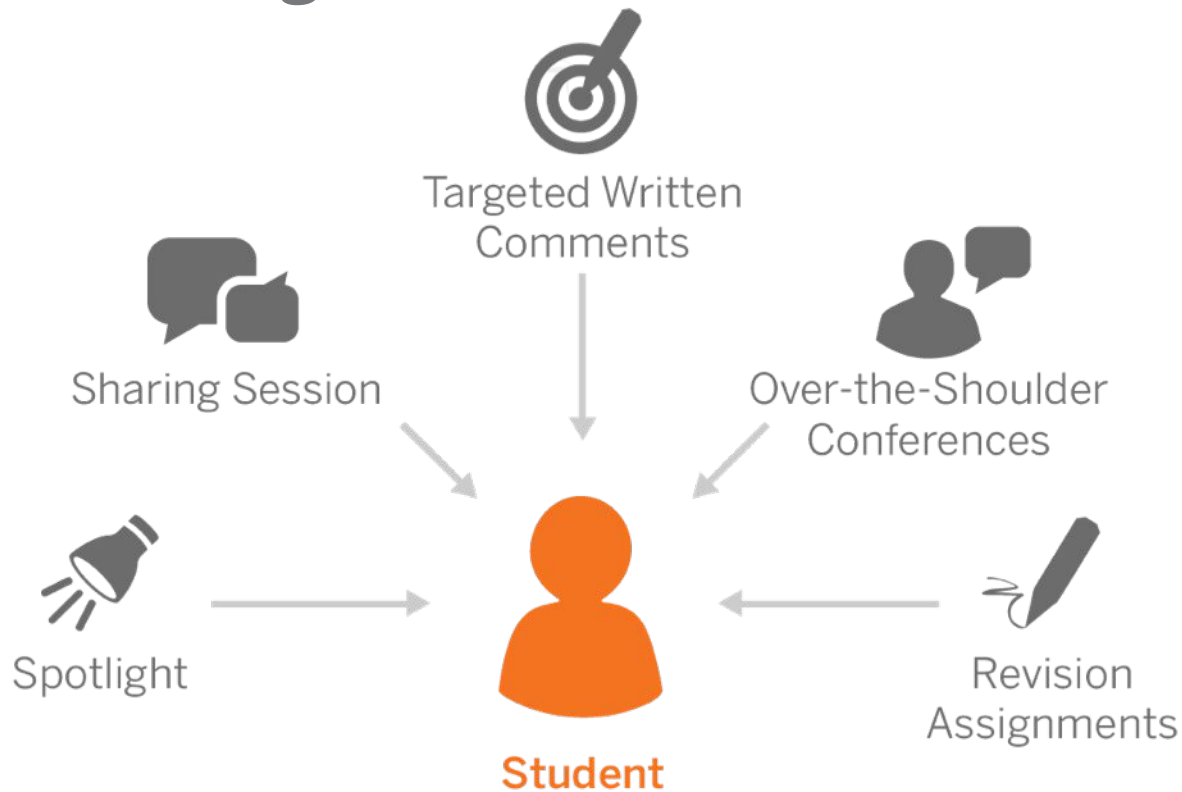 Targeted Written
Comments
Sharing Session
Over-the-Shoulder
Conferences
Spotlight
Revision
Assignments
Student